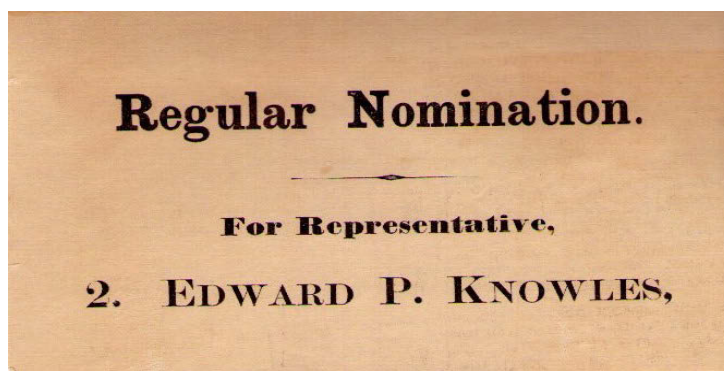 Regular Nomination.
For Representative,
2. EDWARD P. KNOWLES,